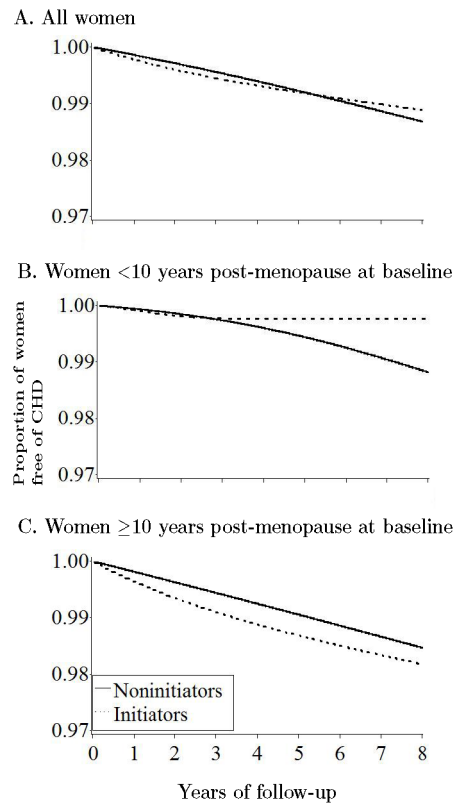 A. All women
1.00
0.99
0.98
0.97
B. Women <10 years post-menopause at baseline
Proportion of women
free of CHD
1.00
0.99
0.98
0.97
C. Women ≥10 years post-menopause at baseline
1.00
0.99
0.98
0.97
Noninitiators
Initiators
0 1 2 3 4 5 6 7 8
Years of follow-up